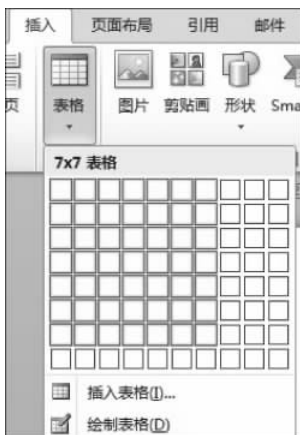 插入 页面布局 引用 邮件
页 表格 图片 剪贴画 形状 Sma
7x7 表格
插入表格(I)...
绘制表格(D)